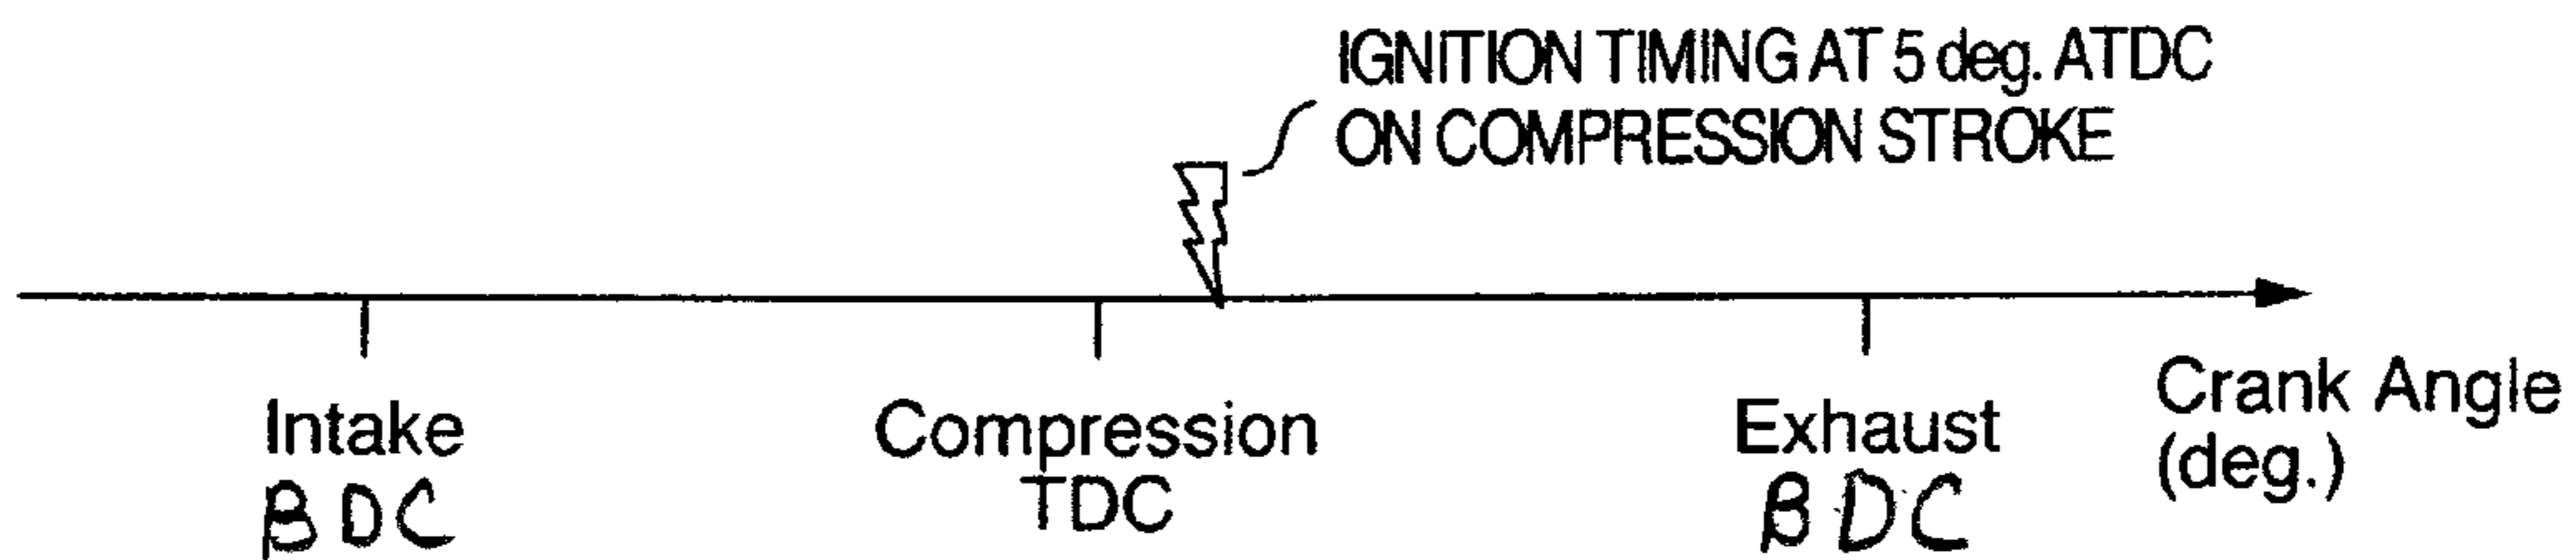 IGNITION TIMING AT 5 deg. ATDC
ON COMPRESSION STROKE
Intake
BDC
Compression
TDC
Exhaust
BDC
Crank Angle
(deg.)